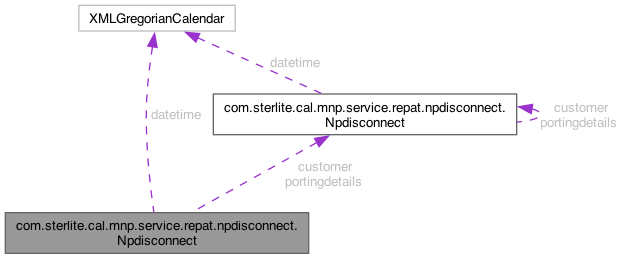 XMLGregorianCalendar
datetime
com.sterlite.cal.mnp.service.repat.npdisconnect.
Npdisconnect
customer
portingdetails
datetime
customer
portingdetails
com.sterlite.cal.mnp.service.repat.npdisconnect.
Npdisconnect